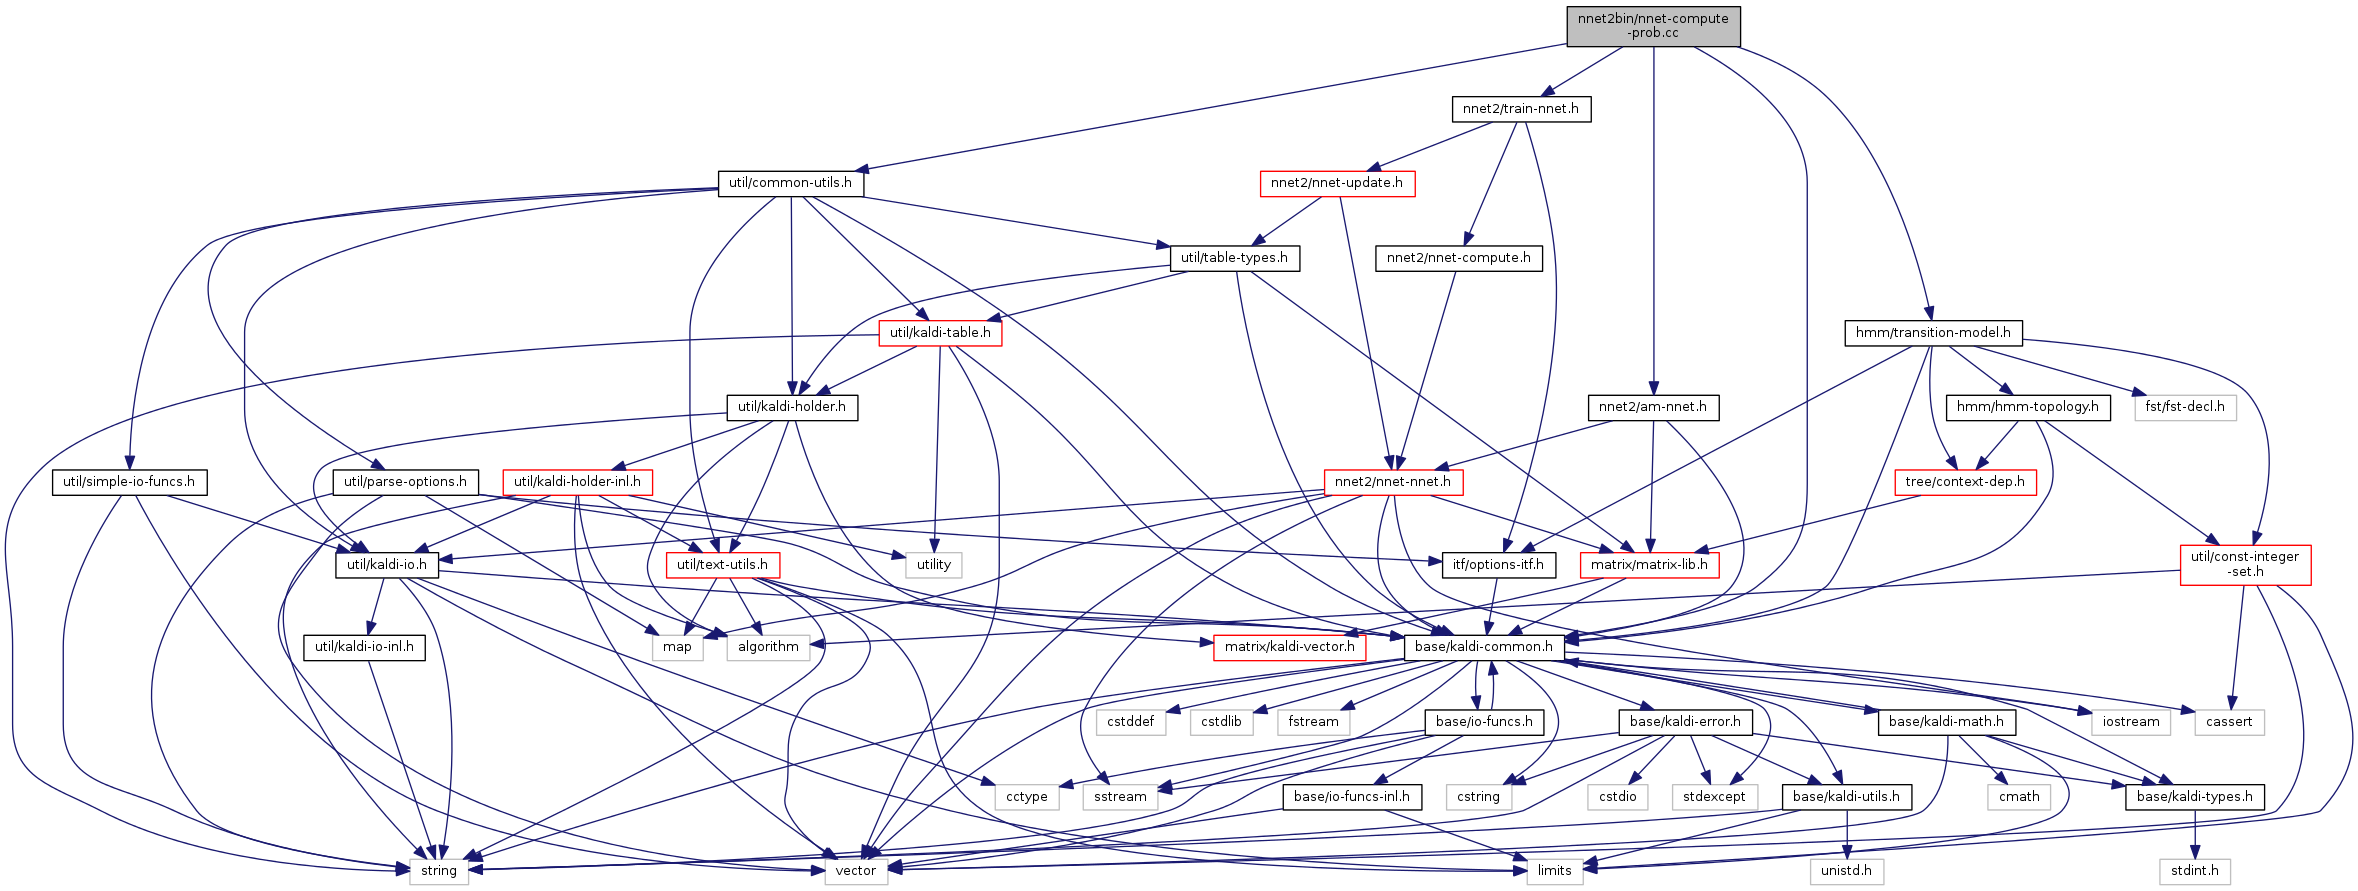 nnet2bin/nnet-compute
-prob.cc
nnet2/train-nnet.h
util/common-utils.h
nnet2/nnet-update.h
util/table-types.h
nnet2/nnet-compute.h
util/kaldi-table.h
hmm/transition-model.h
util/kaldi-holder.h
nnet2/am-nnet.h
hmm/hmm-topology.h
fst/fst-decl.h
util/simple-io-funcs.h
util/parse-options.h
util/kaldi-holder-inl.h
nnet2/nnet-nnet.h
tree/context-dep.h
util/kaldi-io.h
util/text-utils.h
utility
itf/options-itf.h
matrix/matrix-lib.h
util/const-integer
-set.h
util/kaldi-io-inl.h
map
algorithm
matrix/kaldi-vector.h
base/kaldi-common.h
cstddef
cstdlib
fstream
base/io-funcs.h
base/kaldi-error.h
base/kaldi-math.h
iostream
cassert
cctype
sstream
base/io-funcs-inl.h
cstring
cstdio
stdexcept
base/kaldi-utils.h
cmath
base/kaldi-types.h
string
vector
limits
unistd.h
stdint.h